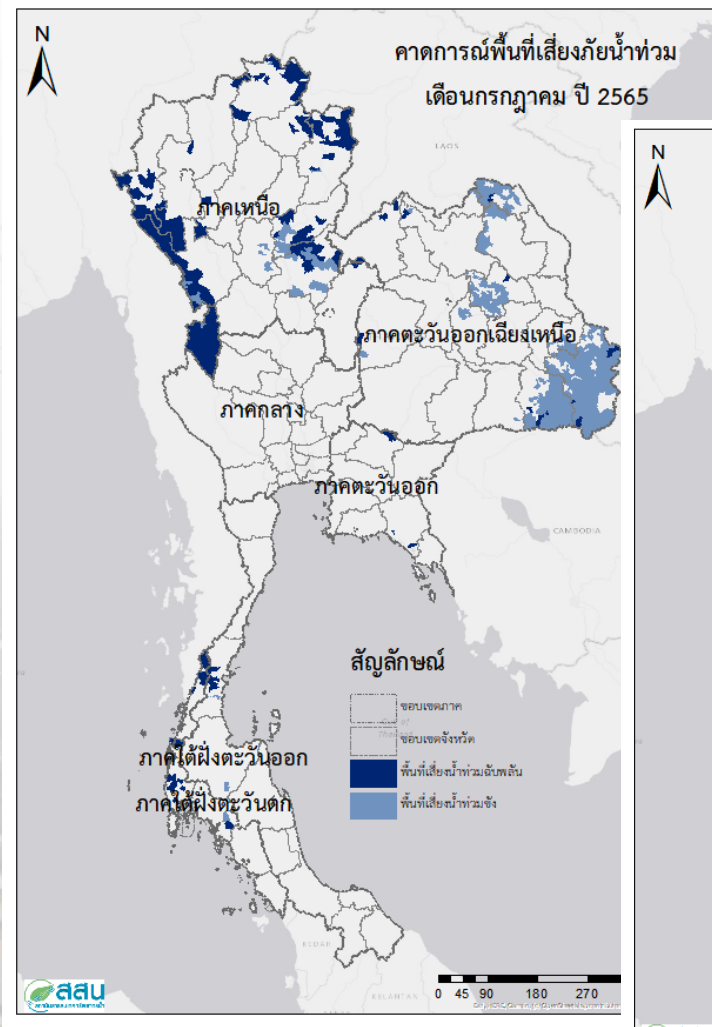 N
คาดการณ์พื้นที่เสี่ยงภัยน้ำท่วม
เดือนกรกฎาคม ปี 2565
N
LAOS
ภาคเหนือ
ภาคตะวันออกเฉียงเหนือ
ภาคกลาง
ภาคตะวันออก
CAMBODIA
สัญลักษณ์
ขอบเขตภาค
ขอบเขตจังหวัด
พื้นที่เสี่ยงน้ำท่วมฉับพลัน
พื้นที่เสี่ยงน้ำท่วมขัง
ภาคใต้ฝั่งตะวันออก
ภาคใต้ฝั่งตะวันตก
KEDAH
KELANTAN
สสน
0 45 90 180 270